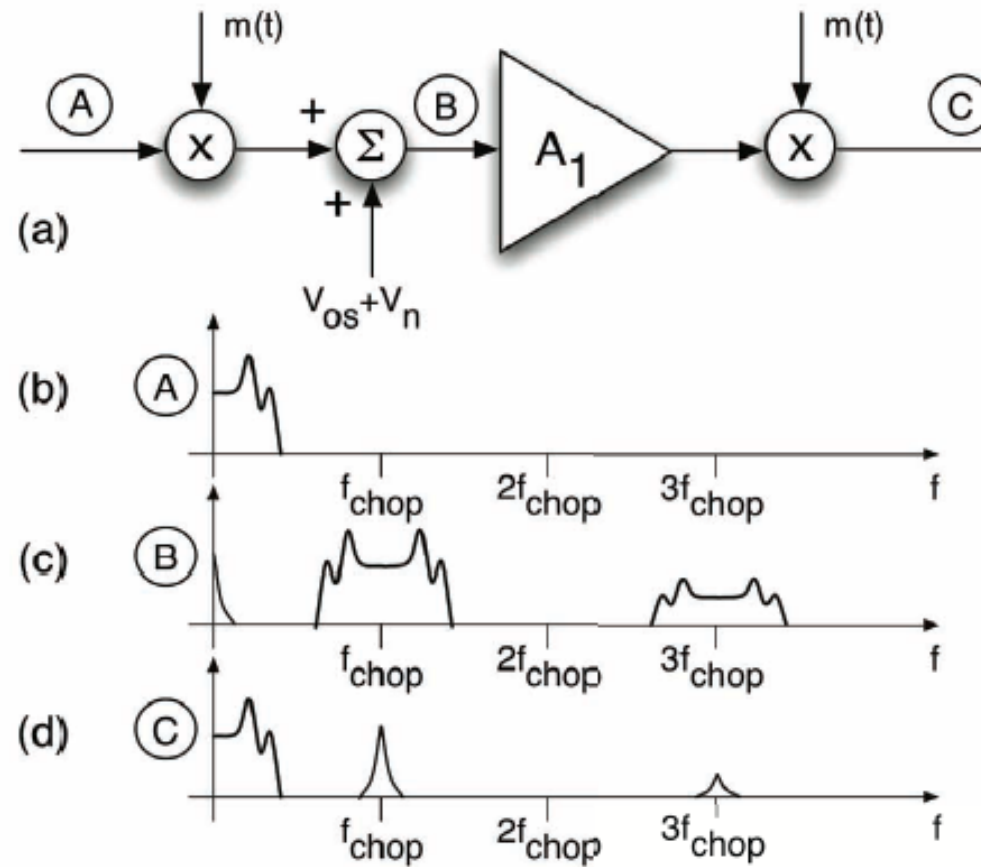 m(t)
m(t)
A
X
+
Σ
+
B
A1
X
C
(a)
Vos+Vn
(b)
A
fchop
2fchop
3fchop
f
(c)
B
fchop
2fchop
3fchop
f
(d)
C
fchop
2fchop
3fchop
f